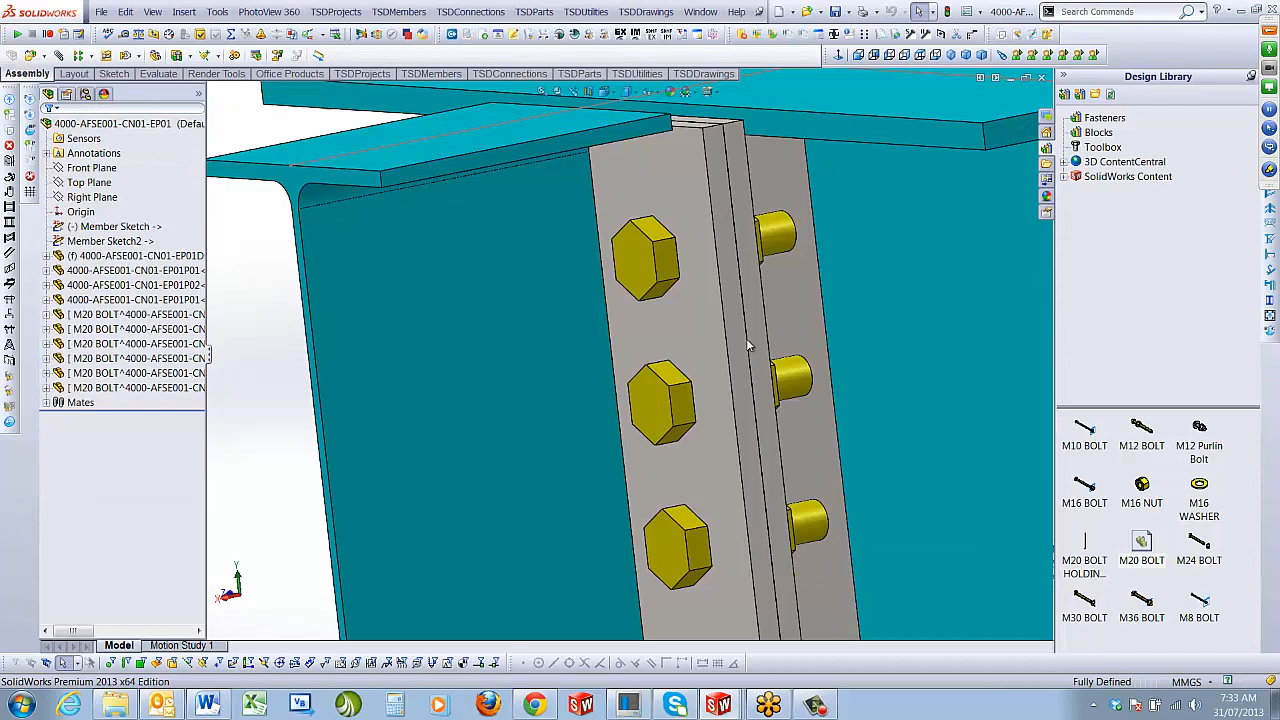 SOLIDWORKS File Edit View Insert Tools PhotoView 360 TSDProjects TSDMembers TSDConnections TSDParts TSDUtilities TSDDrawings Window Help 4000-AF... Search Commands
Assembly Layout Sketch Evaluate Render Tools Office Products TSDProjects TSDMembers TSDConnections TSDParts TSDUtilities TSDDrawings
Design Library
4000-AFSE001-CN01-EP01 (Defau
Sensors
Annotations
Front Plane
Top Plane
Right Plane
Origin
(-) Member Sketch ->
Member Sketch2 ->
(f) 4000-AFSE001-CN01-EP01D
4000-AFSE001-CN01-EP01P01<
4000-AFSE001-CN01-EP01P02<
4000-AFSE001-CN01-EP01P01<
[ M20 BOLT^4000-AFSE001-CN
[ M20 BOLT^4000-AFSE001-CN
[ M20 BOLT^4000-AFSE001-CN
[ M20 BOLT^4000-AFSE001-CN
[ M20 BOLT^4000-AFSE001-CN
[ M20 BOLT^4000-AFSE001-CN
Mates
Fasteners
Blocks
Toolbox
3D ContentCentral
SolidWorks Content
M10 BOLT M12 BOLT M12 Purlin Bolt
M16 BOLT M16 NUT M16 WASHER
M20 BOLT HOLDIN... M20 BOLT M24 BOLT
M30 BOLT M36 BOLT M8 BOLT
Y
X
Z
Model Motion Study 1
SolidWorks Premium 2013 x64 Edition Fully Defined MMGS
7:33 AM
31/07/2013